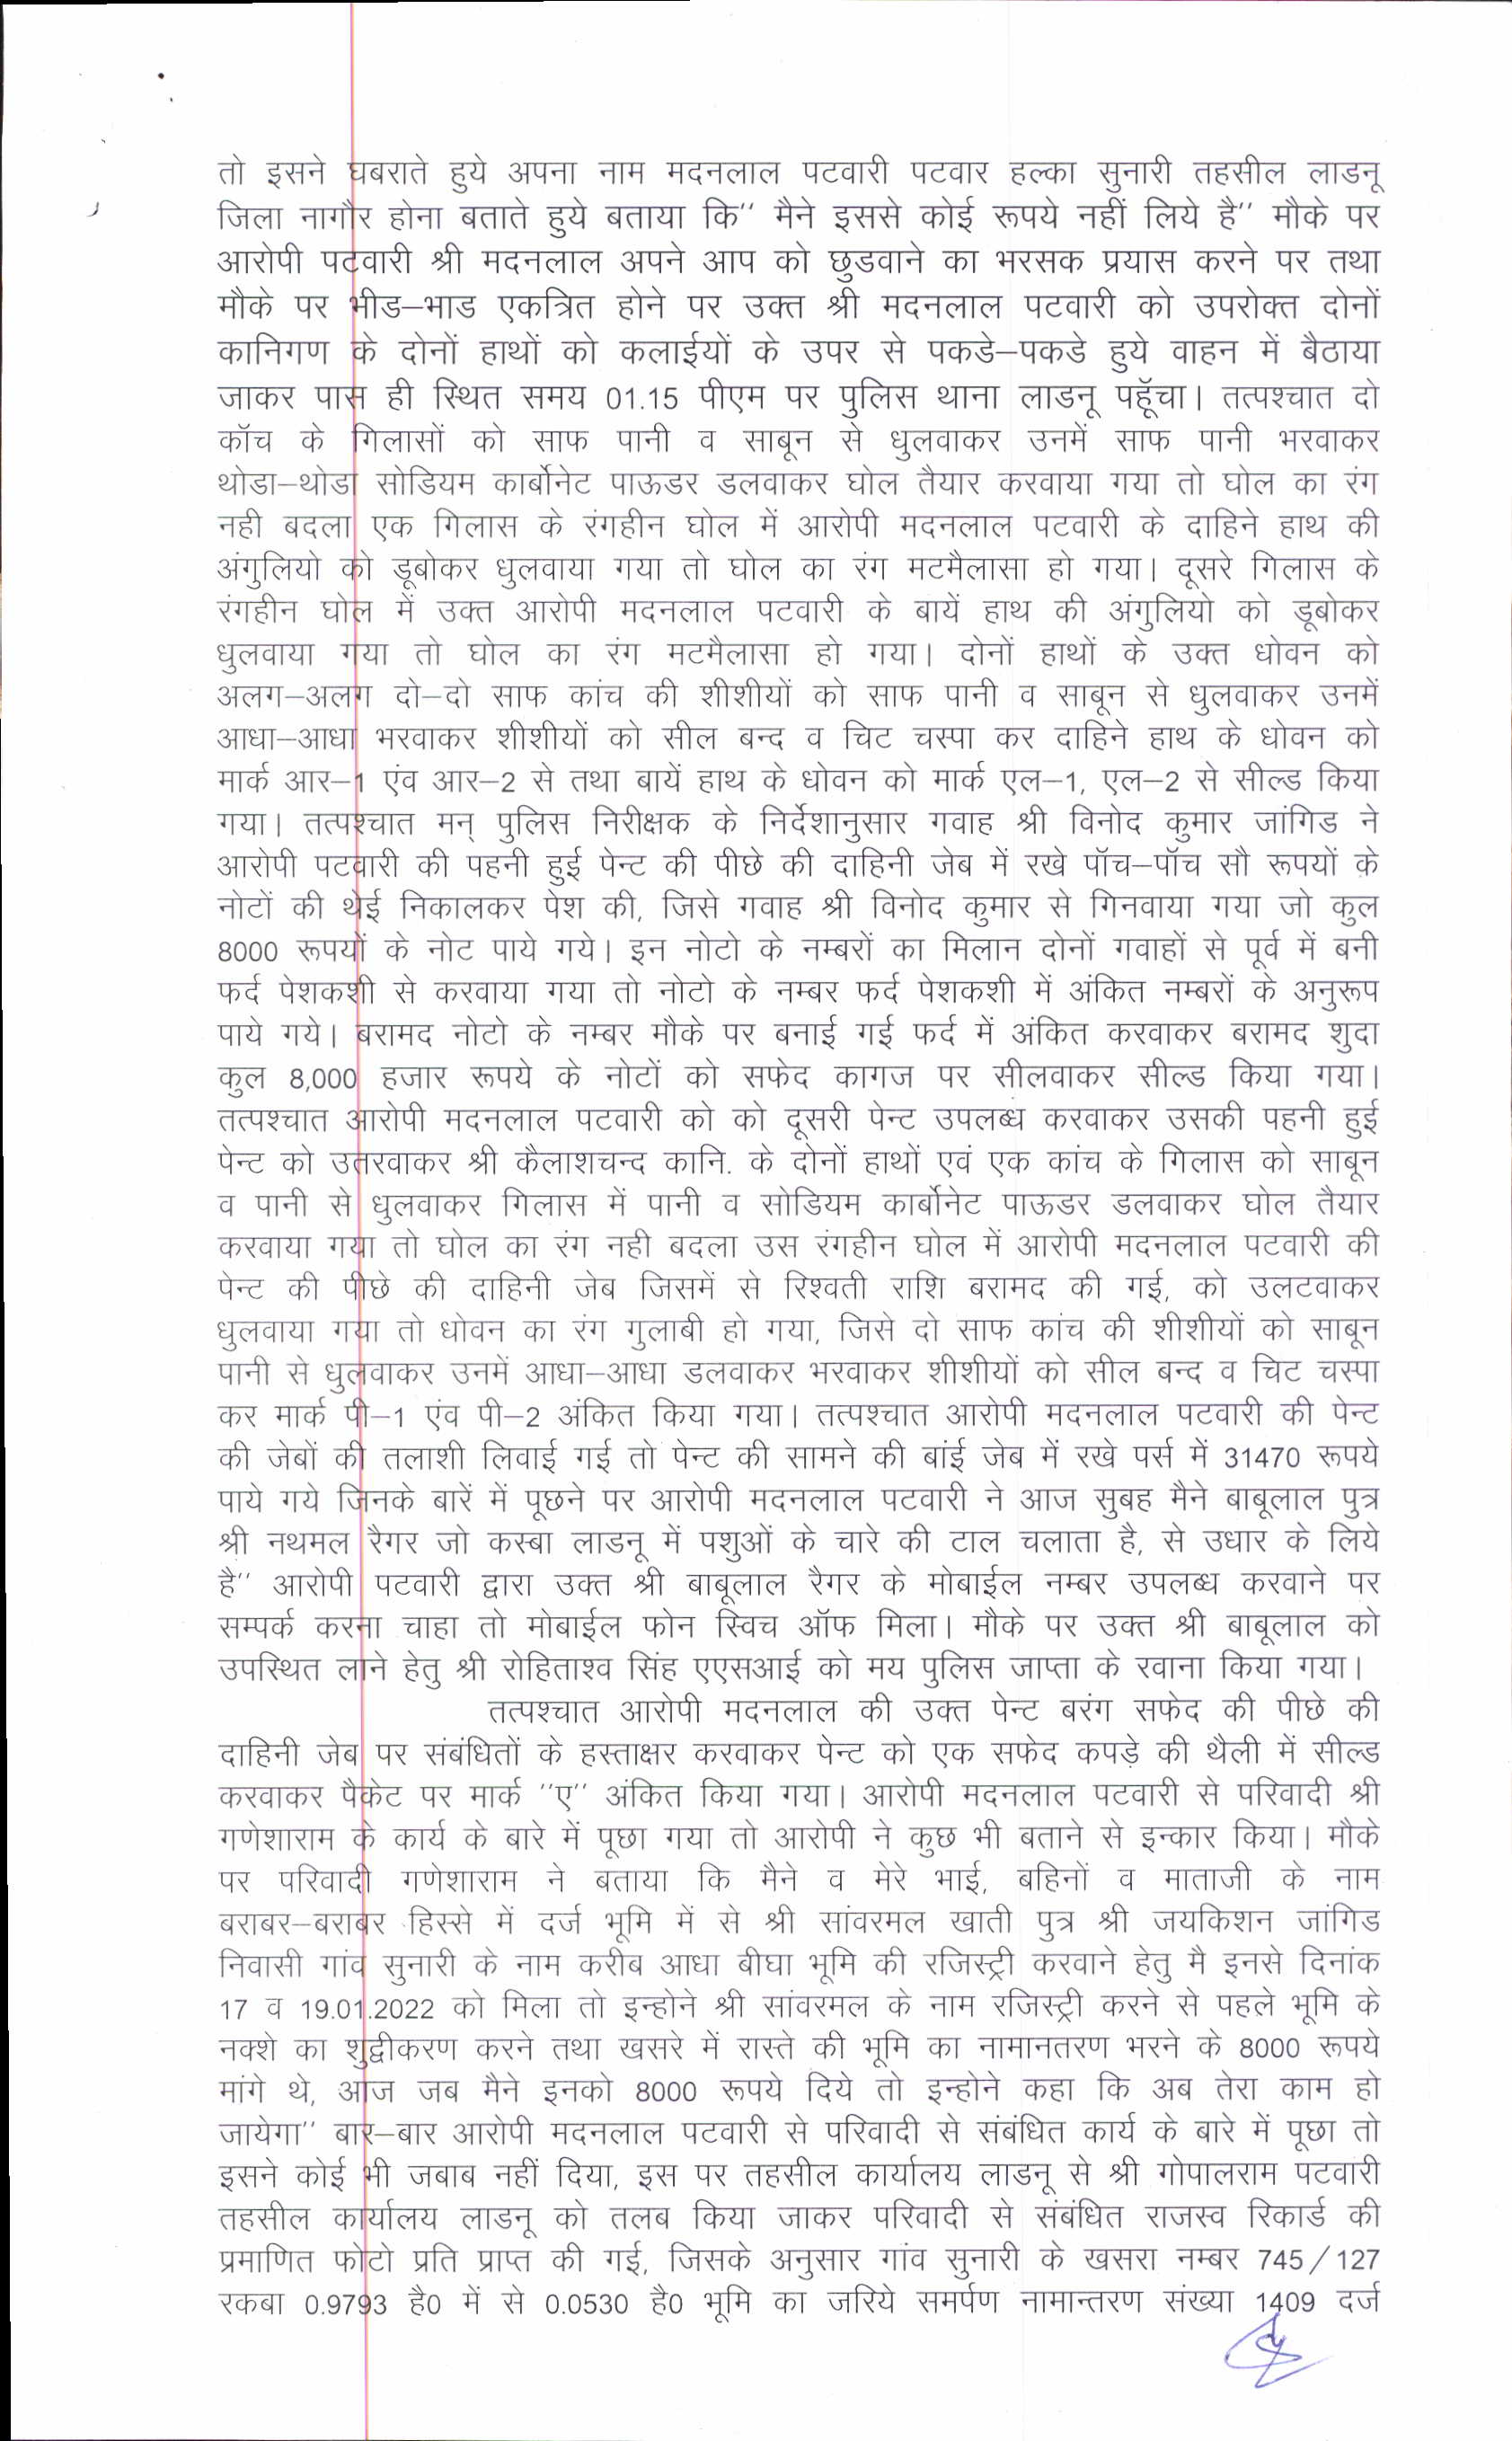 तो इसने घबराते हुये अपना नाम मदनलाल पटवारी पटवार हल्का सुनारी तहसील लाडनू
जिला नागौर होना बताते हुये बताया कि'' मैने इससे कोई रूपये नहीं लिये है'' मौके पर
आरोपी पटवारी श्री मदनलाल अपने आप को छुडवाने का भरसक प्रयास करने पर तथा
मौके पर भीड–भाड एकत्रित होने पर उक्त श्री मदनलाल पटवारी को उपरोक्त दोनों
कानिगण के दोनों हाथों को कलाईयों के उपर से पकडे–पकडे हुये वाहन में बैठाया
जाकर पास ही स्थित समय 01.15 पीएम पर पुलिस थाना लाडनू पहूॅचा। तत्पश्चात दो
कॉच के गिलासों को साफ पानी व साबून से धुलवाकर उनमें साफ पानी भरवाकर
थोडा–थोडा सोडियम कार्बोनेट पाऊडर डलवाकर घोल तैयार करवाया गया तो घोल का रंग
नही बदला एक गिलास के रंगहीन घोल में आरोपी मदनलाल पटवारी के दाहिने हाथ की
अंगुलियो को डूबोकर धुलवाया गया तो घोल का रंग मटमैलासा हो गया। दूसरे गिलास के
रंगहीन घोल में उक्त आरोपी मदनलाल पटवारी के बायें हाथ की अंगुलियो को डूबोकर
धुलवाया गया तो घोल का रंग मटमैलासा हो गया। दोनों हाथों के उक्त धोवन को
अलग–अलग दो–दो साफ कांच की शीशीयों को साफ पानी व साबून से धुलवाकर उनमें
आधा–आधा भरवाकर शीशीयों को सील बन्द व चिट चस्पा कर दाहिने हाथ के धोवन को
मार्क आर–1 एंव आर–2 से तथा बायें हाथ के धोवन को मार्क एल–1, एल–2 से सील्ड किया
गया। तत्पश्चात मन् पुलिस निरीक्षक के निर्देशानुसार गवाह श्री विनोद कुमार जांगिड ने
आरोपी पटवारी की पहनी हुई पेन्ट की पीछे की दाहिनी जेब में रखे पॉच–पॉच सौ रूपयों के
नोटों की थेई निकालकर पेश की, जिसे गवाह श्री विनोद कुमार से गिनवाया गया जो कुल
8000 रूपयों के नोट पाये गये। इन नोटो के नम्बरों का मिलान दोनों गवाहों से पूर्व में बनी
फर्द पेशकशी से करवाया गया तो नोटो के नम्बर फर्द पेशकशी में अंकित नम्बरों के अनुरूप
पाये गये। बरामद नोटो के नम्बर मौके पर बनाई गई फर्द में अंकित करवाकर बरामद शुदा
कुल 8,000 हजार रूपये के नोटों को सफेद कागज पर सीलवाकर सील्ड किया गया।
तत्पश्चात आरोपी मदनलाल पटवारी को को दूसरी पेन्ट उपलब्ध करवाकर उसकी पहनी हुई
पेन्ट को उतरवाकर श्री कैलाशचन्द कानि. के दोनों हाथों एवं एक कांच के गिलास को साबून
व पानी से धुलवाकर गिलास में पानी व सोडियम कार्बोनेट पाऊडर डलवाकर घोल तैयार
करवाया गया तो घोल का रंग नही बदला उस रंगहीन घोल में आरोपी मदनलाल पटवारी की
पेन्ट की पीछे की दाहिनी जेब जिसमें से रिश्वती राशि बरामद की गई, को उलटवाकर
धुलवाया गया तो धोवन का रंग गुलाबी हो गया, जिसे दो साफ कांच की शीशीयों को साबून
पानी से धुलवाकर उनमें आधा–आधा डलवाकर भरवाकर शीशीयों को सील बन्द व चिट चस्पा
कर मार्क पी–1 एंव पी–2 अंकित किया गया। तत्पश्चात आरोपी मदनलाल पटवारी की पेन्ट
की जेबों की तलाशी लिवाई गई तो पेन्ट की सामने की बांई जेब में रखे पर्स में 31470 रूपये
पाये गये जिनके बारें में पूछने पर आरोपी मदनलाल पटवारी ने आज सुबह मैने बाबूलाल पुत्र
श्री नथमल रैगर जो कस्बा लाडनू में पशुओं के चारे की टाल चलाता है, से उधार के लिये
है'' आरोपी पटवारी द्वारा उक्त श्री बाबूलाल रैगर के मोबाईल नम्बर उपलब्ध करवाने पर
सम्पर्क करना चाहा तो मोबाईल फोन स्विच ऑफ मिला। मौके पर उक्त श्री बाबूलाल को
उपस्थित लाने हेतु श्री रोहिताश्व सिंह एएसआई को मय पुलिस जाप्ता के रवाना किया गया।
तत्पश्चात आरोपी मदनलाल की उक्त पेन्ट बरंग सफेद की पीछे की
दाहिनी जेब पर संबंधितों के हस्ताक्षर करवाकर पेन्ट को एक सफेद कपड़े की थैली में सील्ड
करवाकर पैकेट पर मार्क ''ए'' अंकित किया गया। आरोपी मदनलाल पटवारी से परिवादी श्री
गणेशाराम के कार्य के बारे में पूछा गया तो आरोपी ने कुछ भी बताने से इन्कार किया। मौके
पर परिवादी गणेशाराम ने बताया कि मैने व मेरे भाई, बहिनों व माताजी के नाम
बराबर–बराबर हिस्से में दर्ज भूमि में से श्री सांवरमल खाती पुत्र श्री जयकिशन जांगिड
निवासी गांव सुनारी के नाम करीब आधा बीघा भूमि की रजिस्ट्री करवाने हेतु मै इनसे दिनांक
17 व 19.01.2022 को मिला तो इन्होने श्री सांवरमल के नाम रजिस्ट्री करने से पहले भूमि के
नक्शे का शुद्वीकरण करने तथा खसरे में रास्ते की भूमि का नामानतरण भरने के 8000 रूपये
मांगे थे, आज जब मैने इनको 8000 रूपये दिये तो इन्होने कहा कि अब तेरा काम हो
जायेगा'' बार–बार आरोपी मदनलाल पटवारी से परिवादी से संबंधित कार्य के बारे में पूछा तो
इसने कोई भी जबाब नहीं दिया, इस पर तहसील कार्यालय लाडनू से श्री गोपालराम पटवारी
तहसील कार्यालय लाडनू को तलब किया जाकर परिवादी से संबंधित राजस्व रिकार्ड की
प्रमाणित फोटो प्रति प्राप्त की गई, जिसके अनुसार गांव सुनारी के खसरा नम्बर 745/127
रकबा 0.9793 है0 में से 0.0530 है0 भूमि का जरिये समर्पण नामान्तरण संख्या 1409 दर्ज